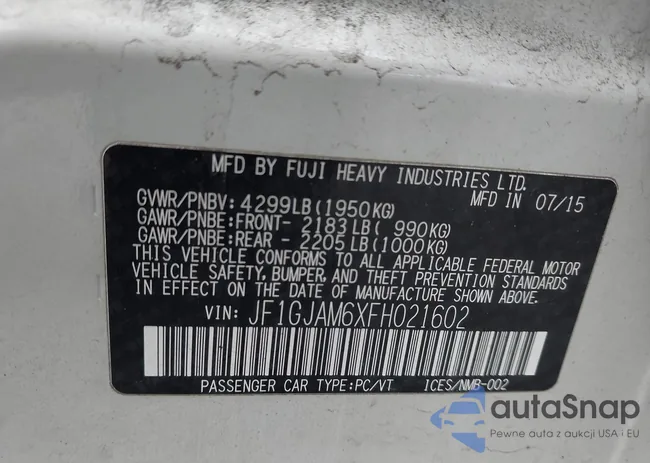 MFD BY FUJI HEAVY INDUSTRIES LTD.
MFD IN 07/15
GVWR/PNBV: 4299LB(1950KG)
GAWR/PNBE:FRONT- 2183LB( 990KG)
GAWR/PNBE:REAR - 2205LB(1000KG)
THIS VEHICLE CONFORMS TO ALL APPLICABLE FEDERAL MOTOR
VEHICLE SAFETY, BUMPER, AND THEFT PREVENTION STANDARDS
IN EFFECT ON THE DATE OF MANUFACTURE SHOWN ABOVE.
VIN: JF1GJAM6XFH021602
PASSENGER CAR TYPE:PC/VT 1CES/NMB-002
autaSnap
Pewne auta z aukcji USA i EU